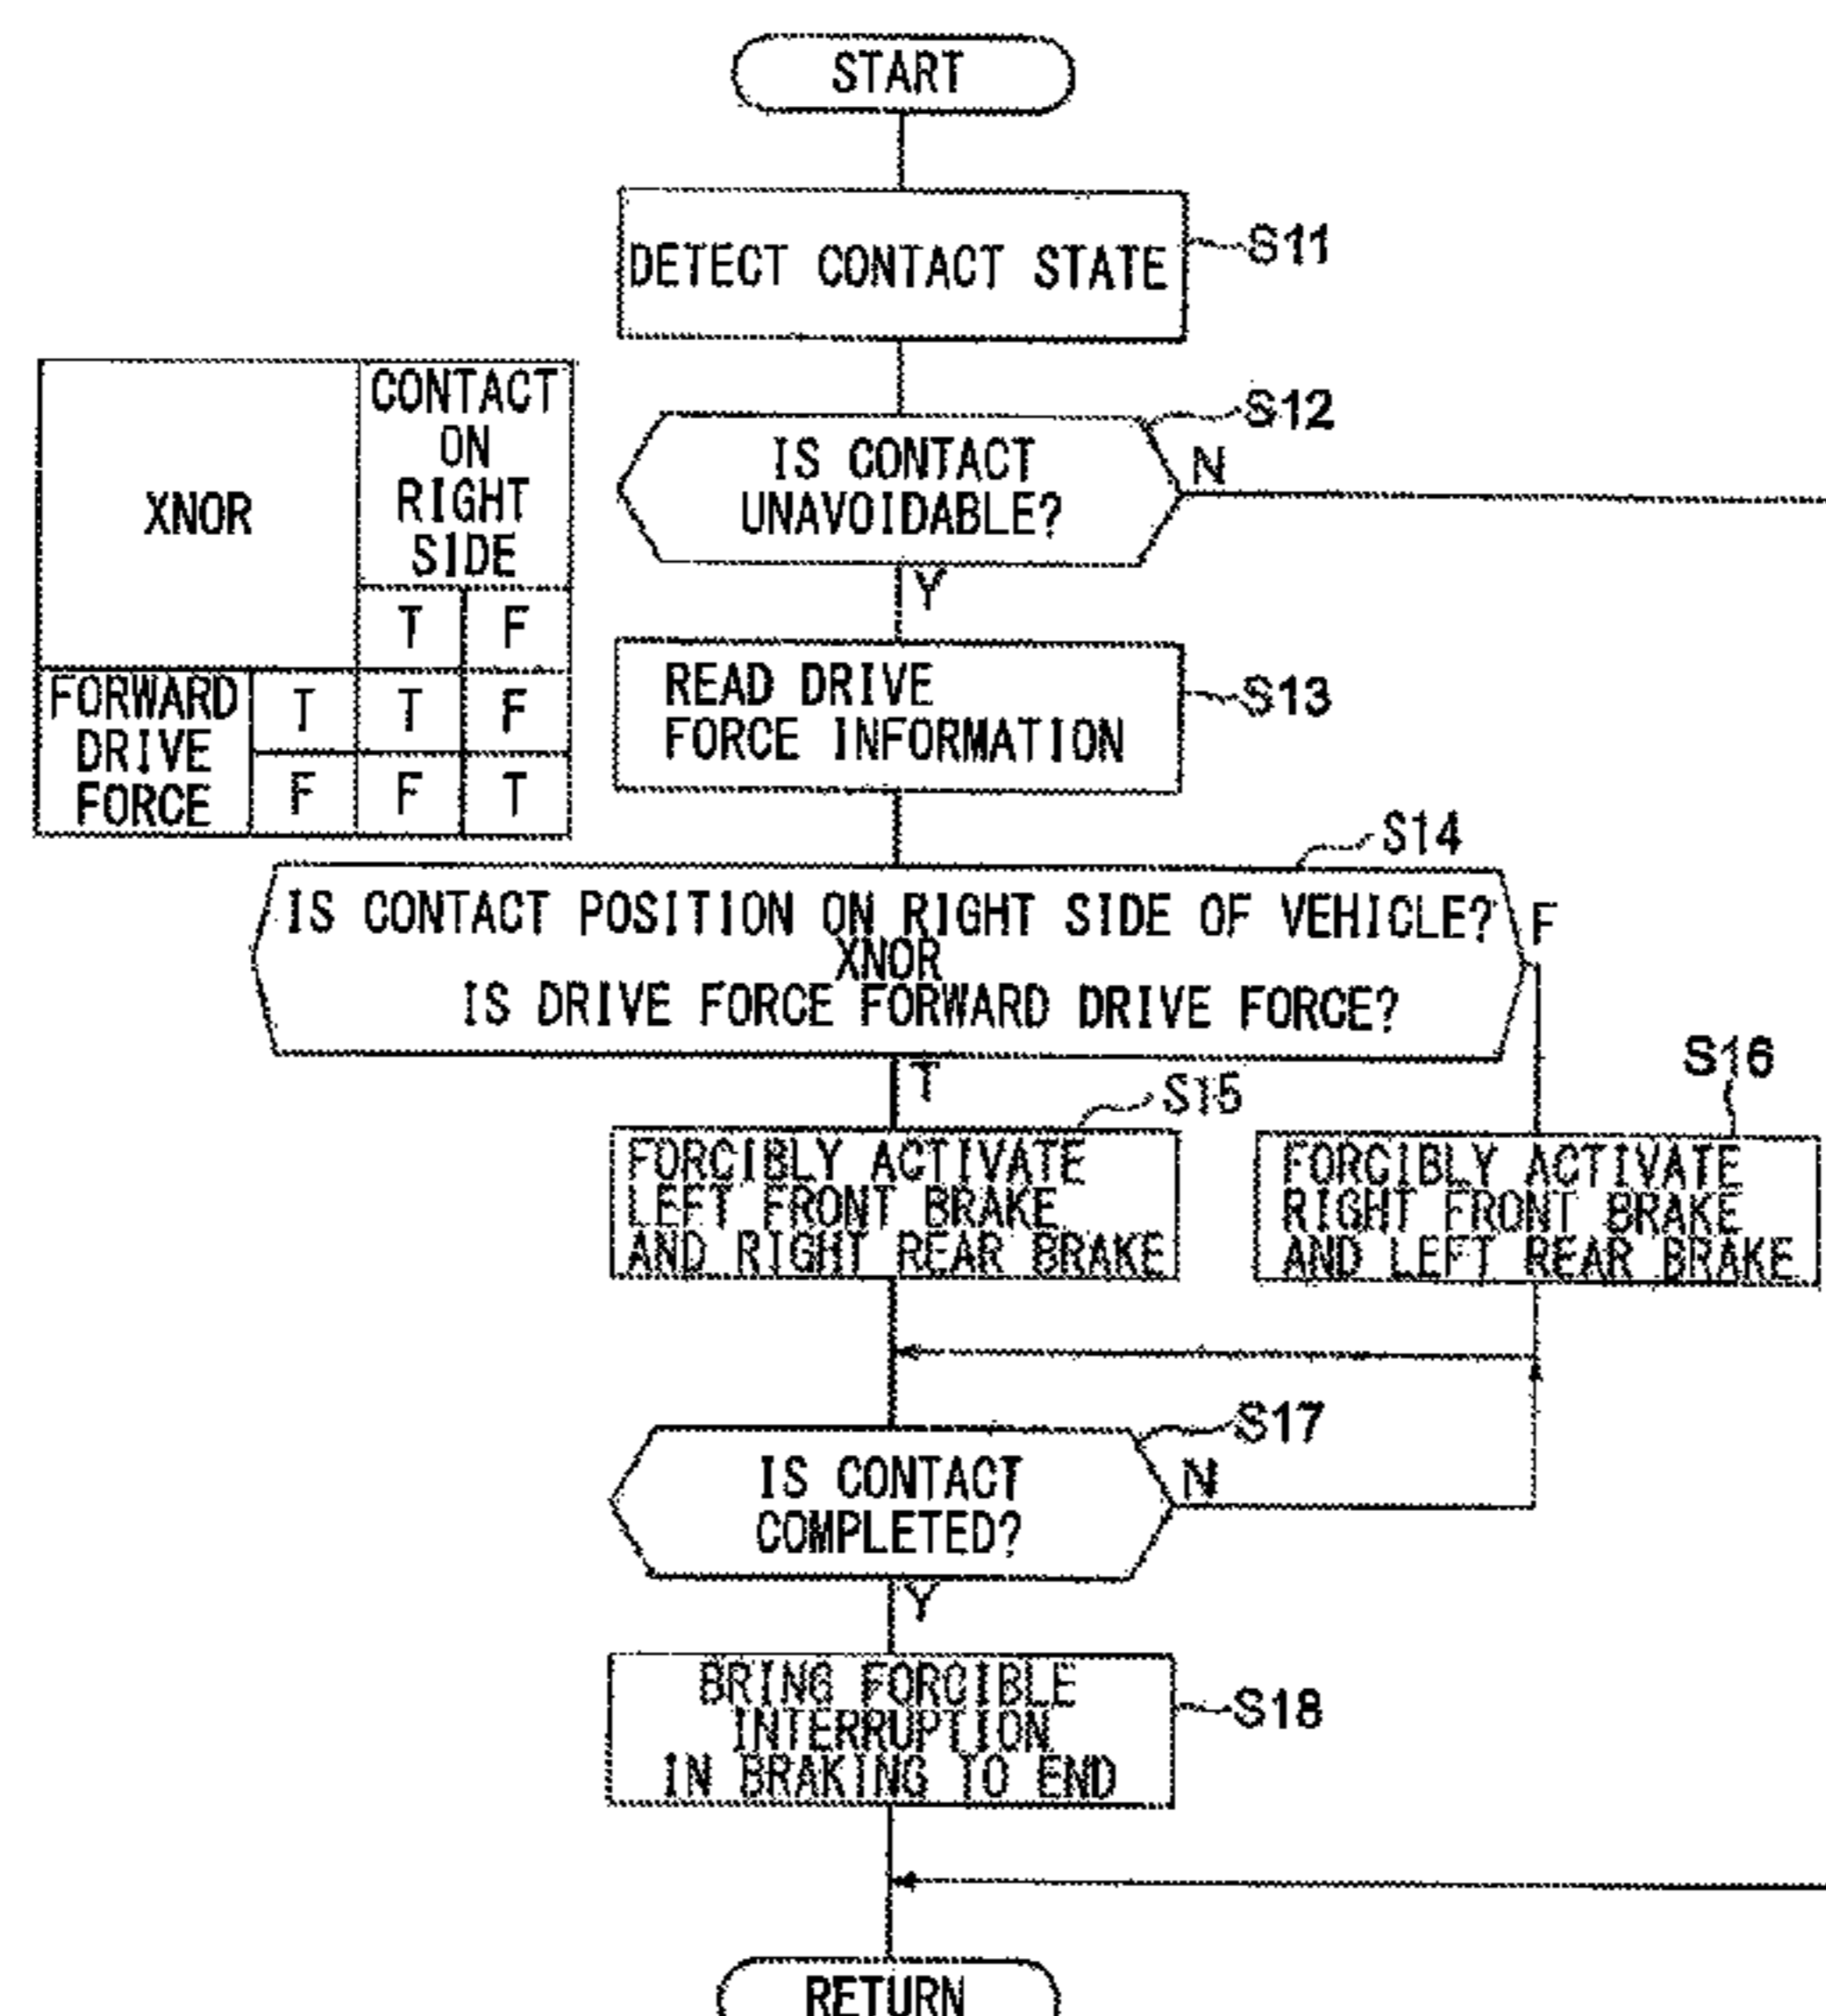 START
DETECT CONTACT STATE
S11
CONTACT
ON
RIGHT
SIDE
XNOR
T F
FORWARD
DRIVE
FORCE
T T F
F F T
S12
IS CONTACT
UNAVOIDABLE?
N
Y
READ DRIVE
FORCE INFORMATION
S13
S14
IS CONTACT POSITION ON RIGHT SIDE OF VEHICLE?
XNOR
IS DRIVE FORCE FORWARD DRIVE FORCE?
F
T
S15
FORCIBLY ACTIVATE
LEFT FRONT BRAKE
AND RIGHT REAR BRAKE
S16
FORCIBLY ACTIVATE
RIGHT FRONT BRAKE
AND LEFT REAR BRAKE
S17
IS CONTACT
COMPLETED?
N
Y
BRING FORCIBLE
INTERRUPTION
IN BRAKING TO END
S18
RETURN